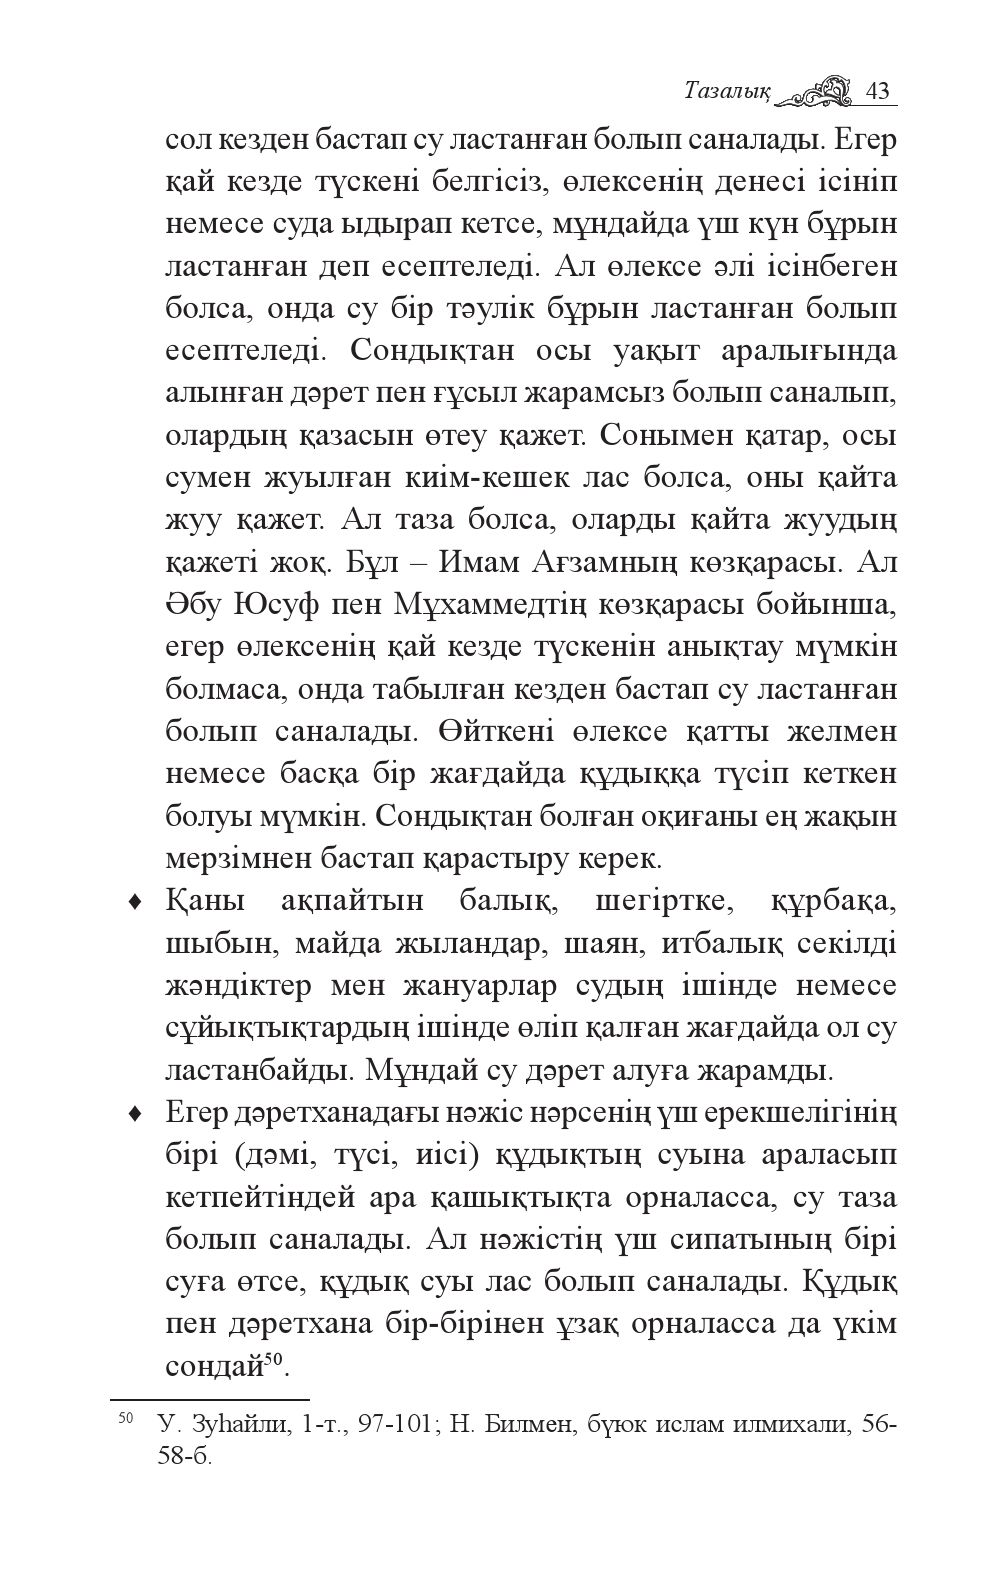 Тазалық 43
сол кезден бастап су ластанған болып саналады. Егер
қай кезде түскені белгісіз, өлексенің денесі ісініп
немесе суда ыдырап кетсе, мұндайда үш күн бұрын
ластанған деп есептеледі. Ал өлексе әлі ісінбеген
болса, онда су бір тәулік бұрын ластанған болып
есептеледі. Сондықтан осы уақыт аралығында
алынған дәрет пен ғұсыл жарамсыз болып саналып,
олардың қазасын өтеу қажет. Сонымен қатар, осы
сумен жуылған киім-кешек лас болса, оны қайта
жуу қажет. Ал таза болса, оларды қайта жуудың
қажеті жоқ. Бұл – Имам Ағзамның көзқарасы. Ал
Әбу Юсуф пен Мұхаммедтің көзқарасы бойынша,
егер өлексенің қай кезде түскенін анықтау мүмкін
болмаса, онда табылған кезден бастап су ластанған
болып саналады. Өйткені өлексе қатты желмен
немесе басқа бір жағдайда құдыққа түсіп кеткен
болуы мүмкін. Сондықтан болған оқиғаны ең жақын
мерзімнен бастап қарастыру керек.
♦ Қаны ақпайтын балық, шегіртке, құрбақа,
шыбын, майда жыландар, шаян, итбалық секілді
жәндіктер мен жануарлар судың ішінде немесе
сұйықтықтардың ішінде өліп қалған жағдайда ол су
ластанбайды. Мұндай су дәрет алуға жарамды.
♦ Егер дәретханадағы нәжіс нәрсенің үш ерекшелігінің
бірі (дәмі, түсі, иісі) құдықтың суына араласып
кетпейтіндей ара қашықтықта орналасса, су таза
болып саналады. Ал нәжістің үш сипатының бірі
суға өтсе, құдық суы лас болып саналады. Құдық
пен дәретхана бір-бірінен ұзақ орналасса да үкім
сондай⁵⁰.
⁵⁰ У. Зуһайли, 1-т., 97-101; Н. Билмен, бүюк ислам илмихали, 56-
58-б.